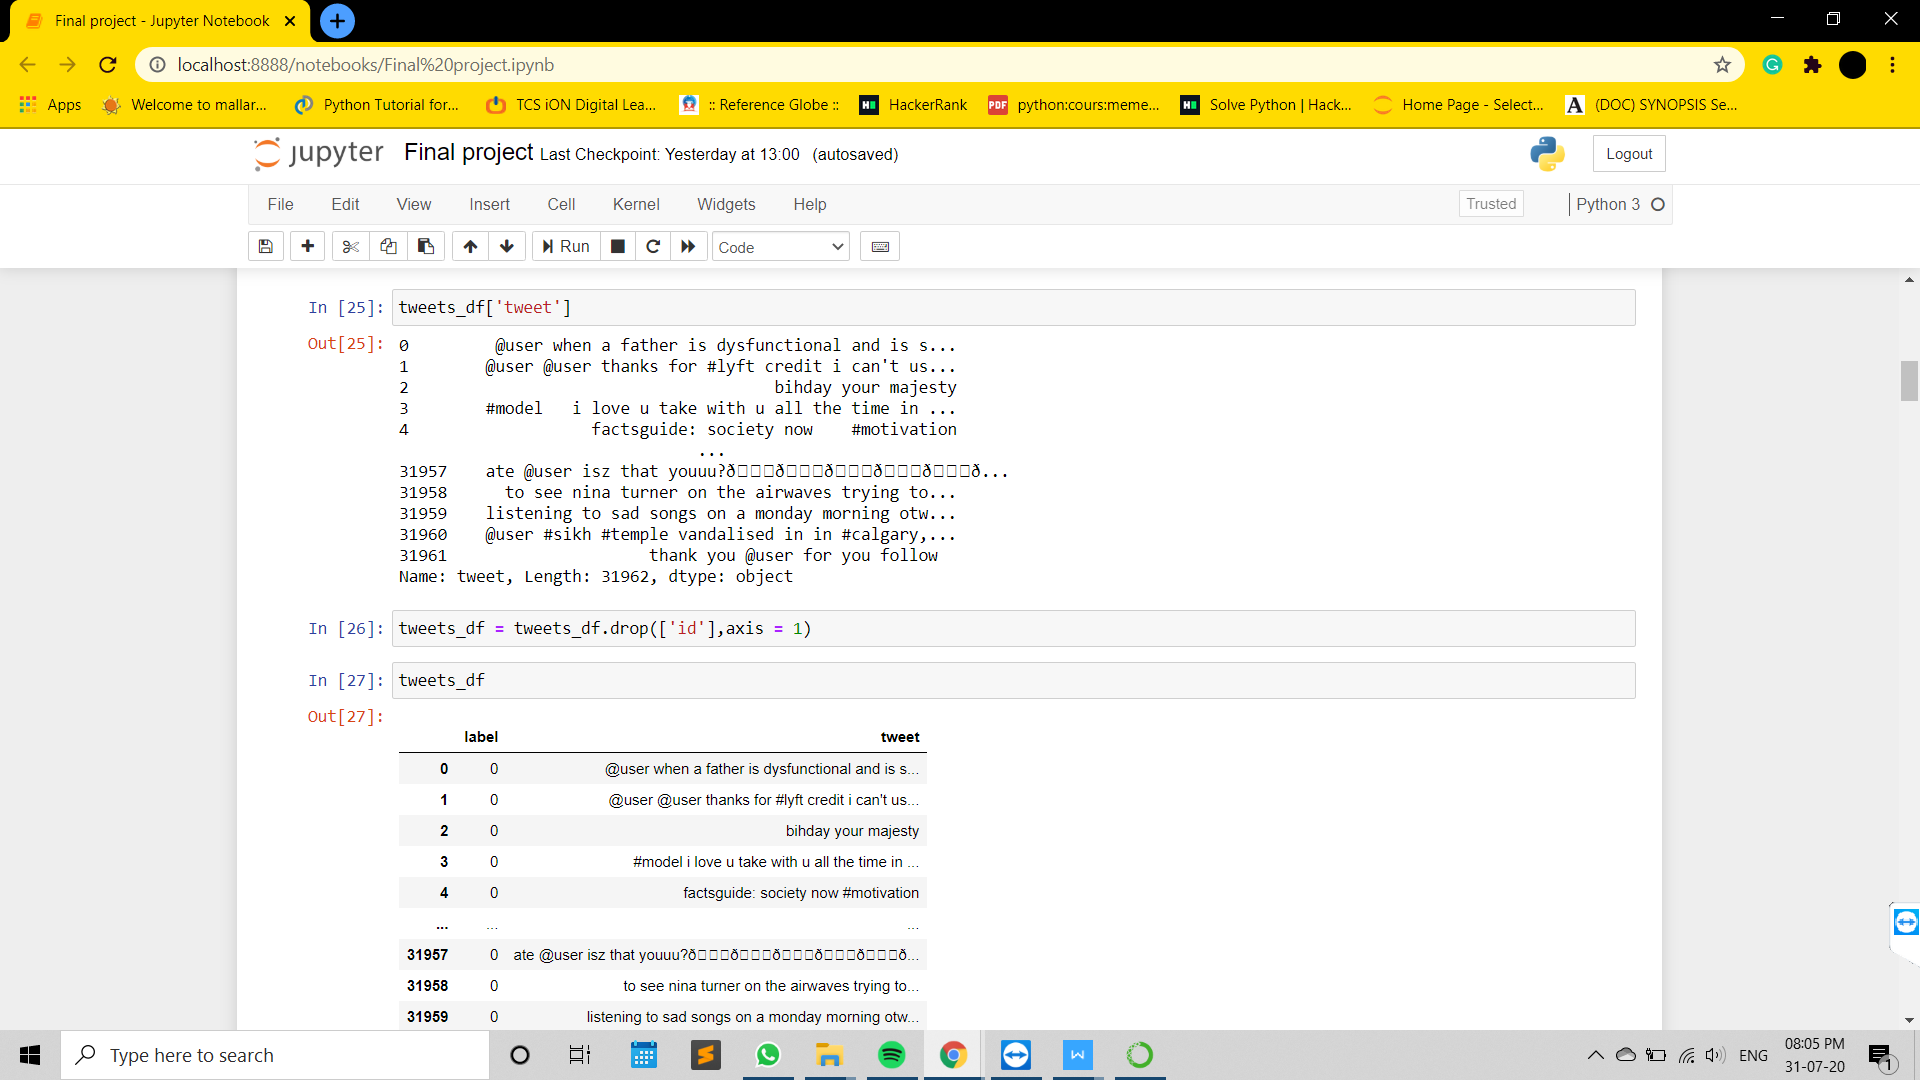 Final project - Jupyter Notebook
localhost:8888/notebooks/Final%20project.ipynb
Apps Welcome to mallar... Python Tutorial for... TCS iON Digital Lea... :: Reference Globe :: HackerRank python:cours:meme... Solve Python | Hack... Home Page - Select... (DOC) SYNOPSIS Se...
jupyter Final project Last Checkpoint: Yesterday at 13:00 (autosaved) Logout
File Edit View Insert Cell Kernel Widgets Help Trusted Python 3
Run Code
In [25]: tweets_df['tweet']
Out[25]: 0 @user when a father is dysfunctional and is s...
1 @user @user thanks for #lyft credit i can't us...
2 bihday your majesty
3 #model i love u take with u all the time in ...
4 factsguide: society now #motivation
...
31957 ate @user isz that youuu?ð□□□ð□□□ð□□□ð□□□ð□□□ð...
31958 to see nina turner on the airwaves trying to...
31959 listening to sad songs on a monday morning otw...
31960 @user #sikh #temple vandalised in in #calgary,...
31961 thank you @user for you follow
Name: tweet, Length: 31962, dtype: object
In [26]: tweets_df = tweets_df.drop(['id'],axis = 1)
In [27]: tweets_df
Out[27]:
label tweet
0 0 @user when a father is dysfunctional and is s...
1 0 @user @user thanks for #lyft credit i can't us...
2 0 bihday your majesty
3 0 #model i love u take with u all the time in ...
4 0 factsguide: society now #motivation
... ... ...
31957 0 ate @user isz that youuu?ð□□□ð□□□ð□□□ð□□□ð□□□ð...
31958 0 to see nina turner on the airwaves trying to...
31959 0 listening to sad songs on a monday morning otw...
Type here to search ENG 08:05 PM
31-07-20 1